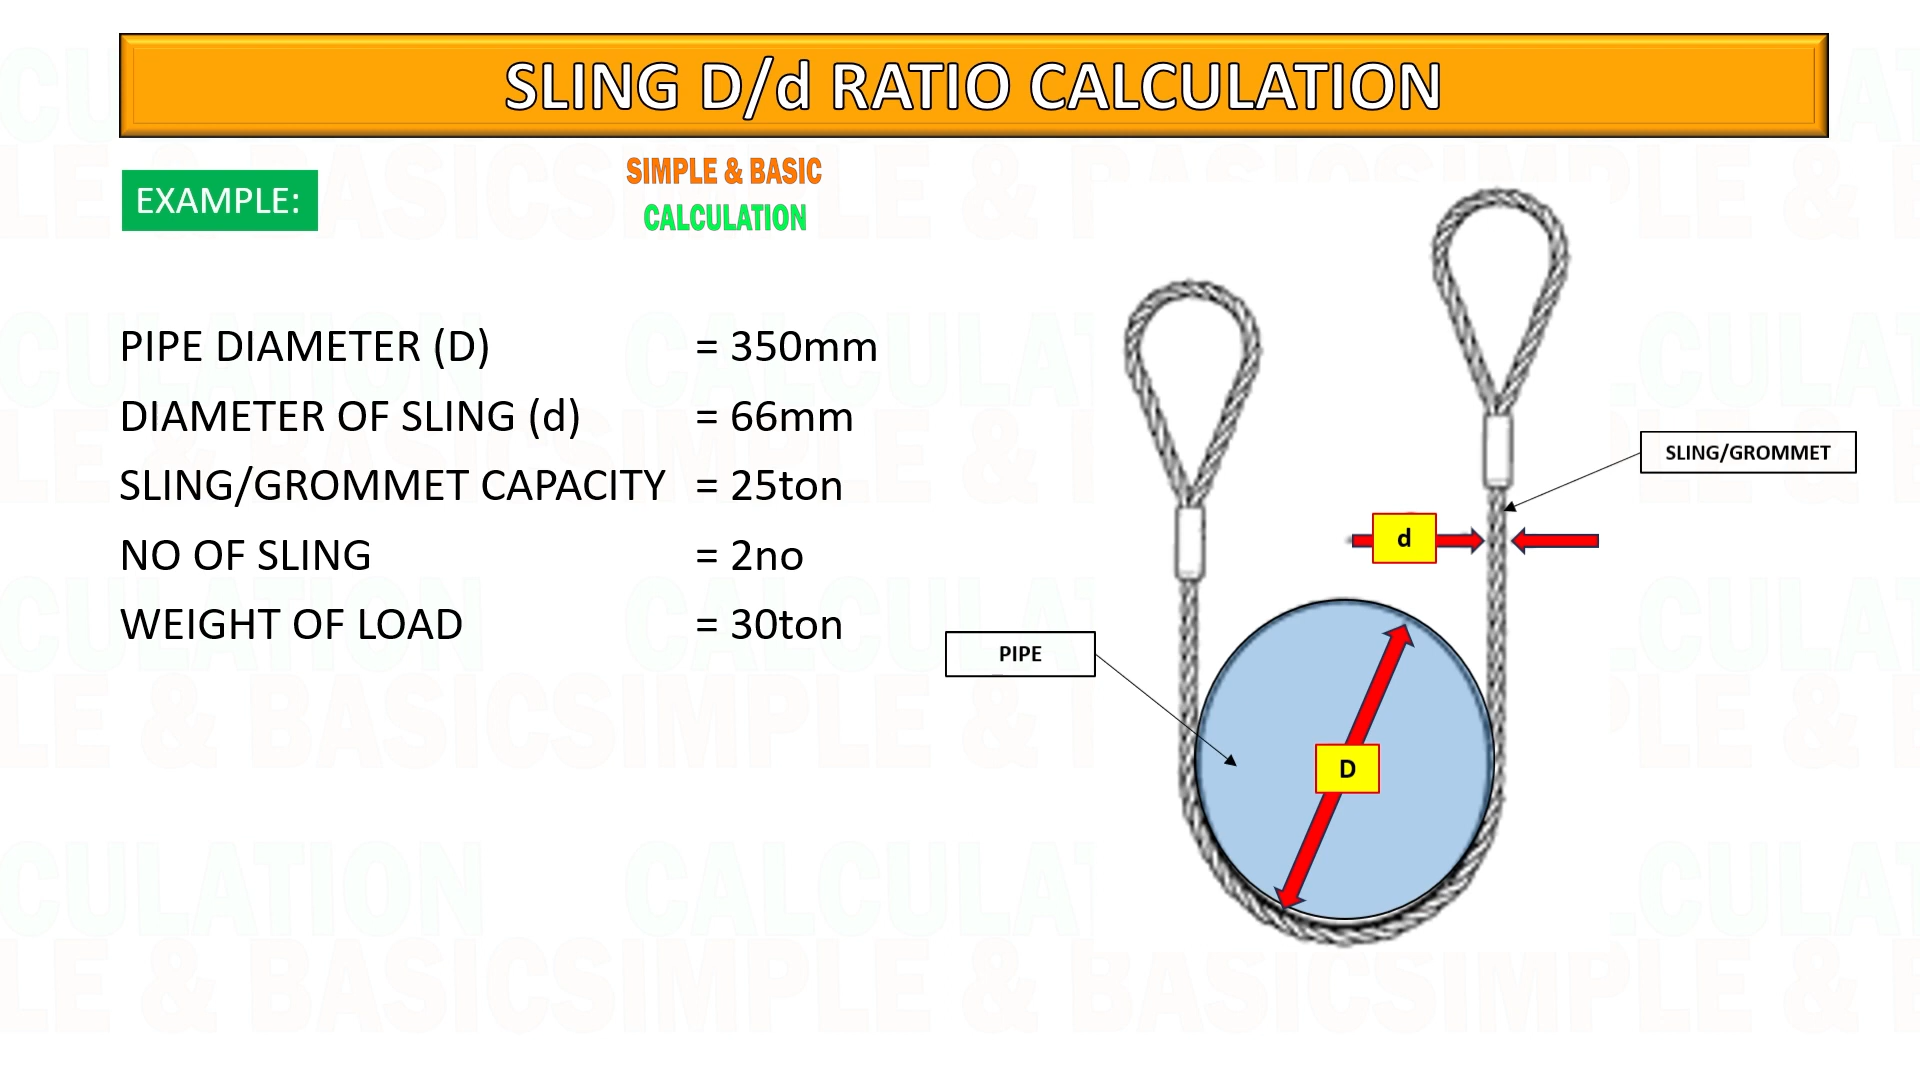 SLING D/d RATIO CALCULATION
EXAMPLE:
SIMPLE & BASIC
CALCULATION
PIPE DIAMETER (D) = 350mm
DIAMETER OF SLING (d) = 66mm
SLING/GROMMET CAPACITY = 25ton
NO OF SLING = 2no
WEIGHT OF LOAD = 30ton
SLING/GROMMET
d
PIPE
D